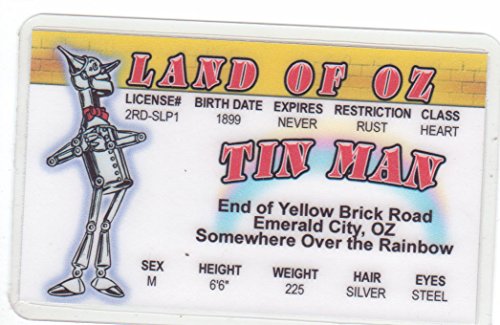 LAND OF OZ
LICENSE# BIRTH DATE EXPIRES RESTRICTION CLASS
2RD-SLP1 1899 NEVER RUST HEART
TIN MAN
End of Yellow Brick Road
Emerald City, OZ
Somewhere Over the Rainbow
SEX HEIGHT WEIGHT HAIR EYES
M 6'6" 225 SILVER STEEL